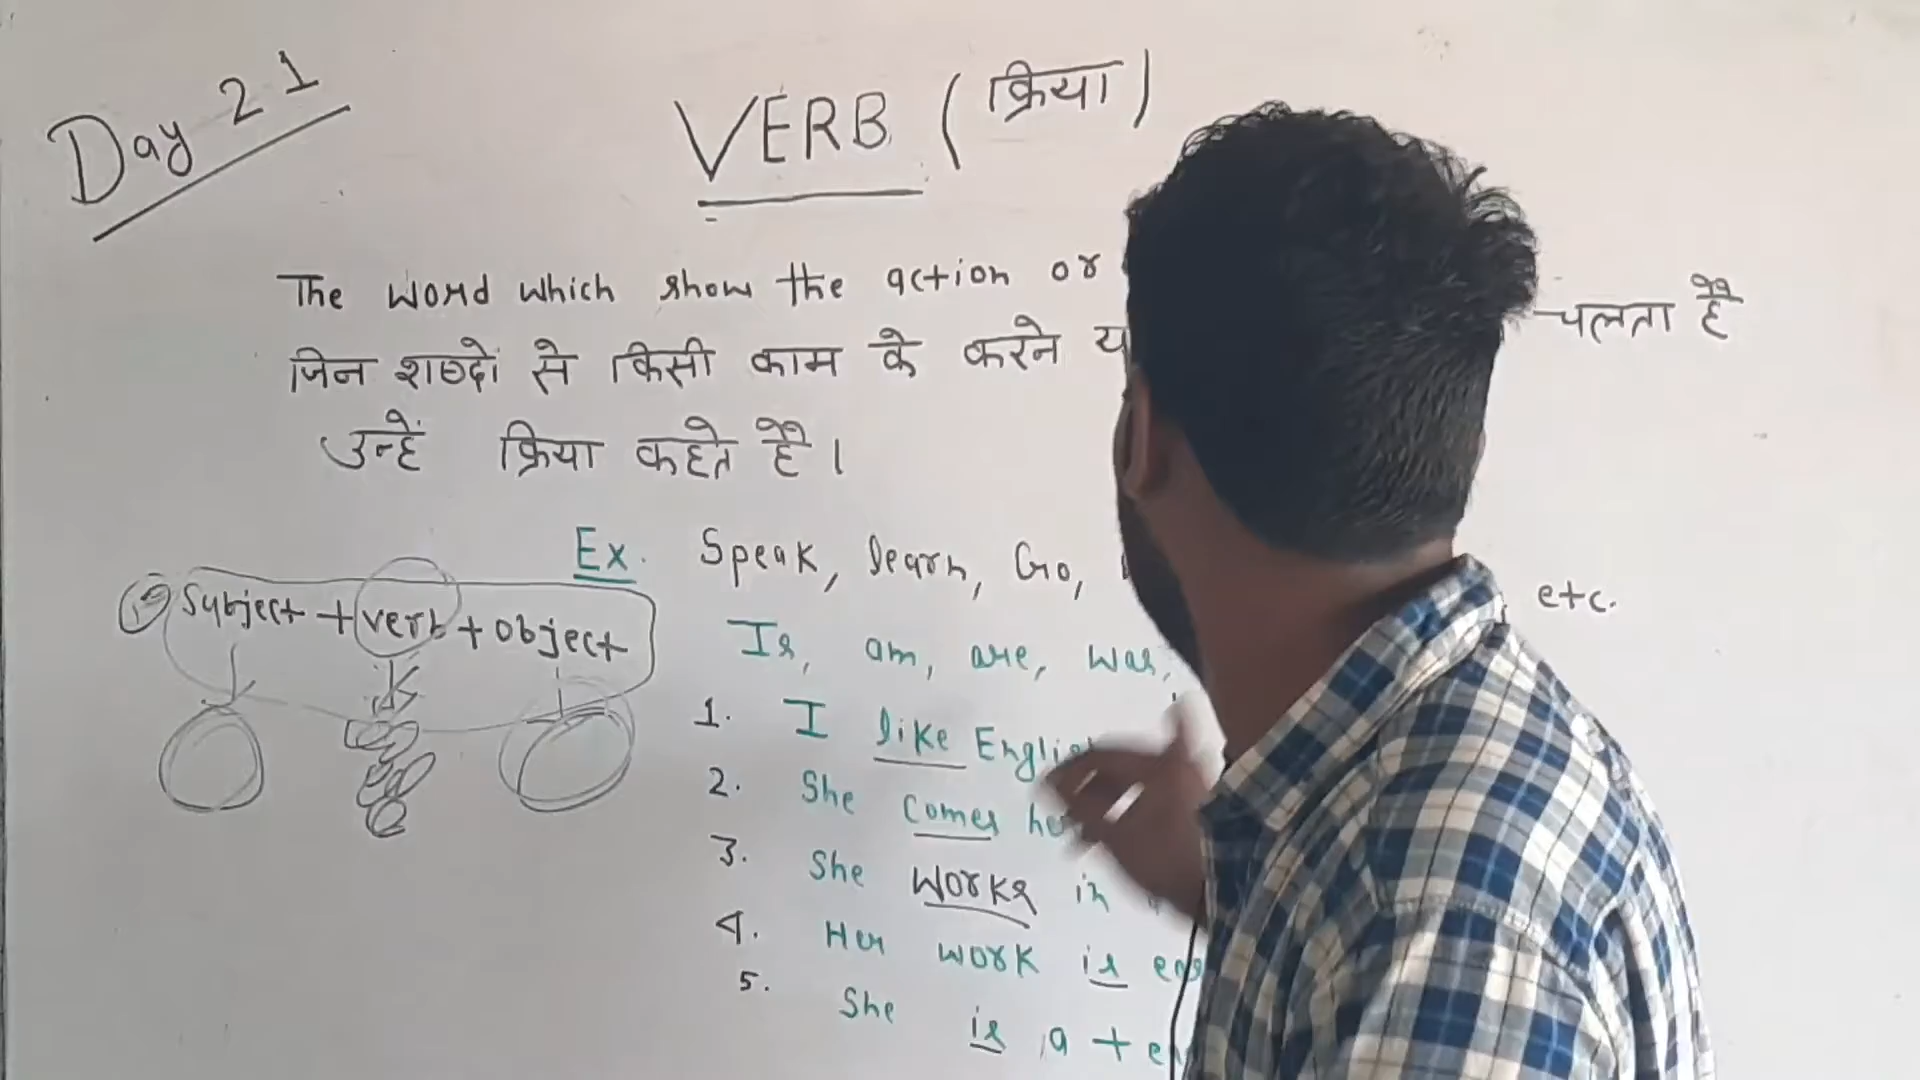 Day 21
VERB (क्रिया)
The word which show the action or
जिन शब्दों से किसी काम के करने चलता है
उन्हें क्रिया कहते हैं।
Ex. Speak, learn, Go, etc.
Subject + verb + object
Is, am, are, was,
1. I like
2. She comes
3. She works in
4. Her work is
5. She is a